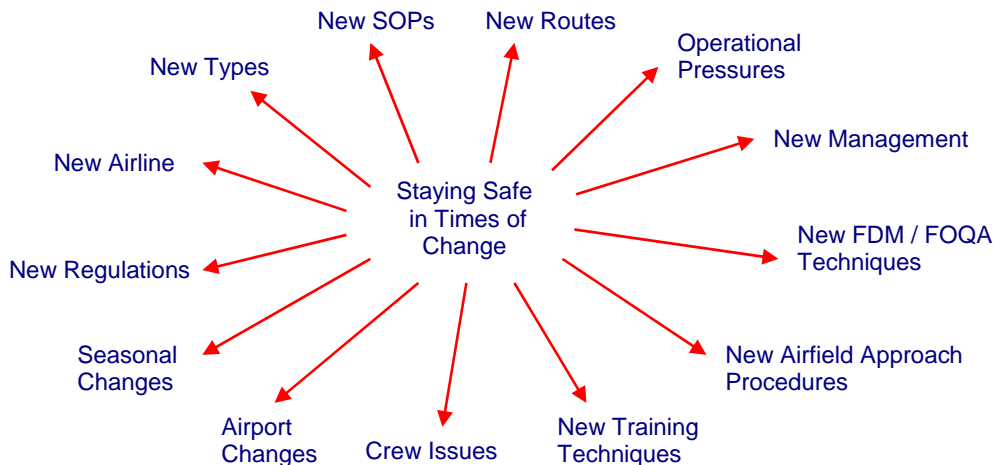 New SOPs
New Routes
Operational
Pressures
New Types
New Management
New Airline
Staying Safe
in Times of
Change
New FDM / FOQA
Techniques
New Regulations
Seasonal
Changes
New Airfield Approach
Procedures
Airport
Changes
Crew Issues
New Training
Techniques